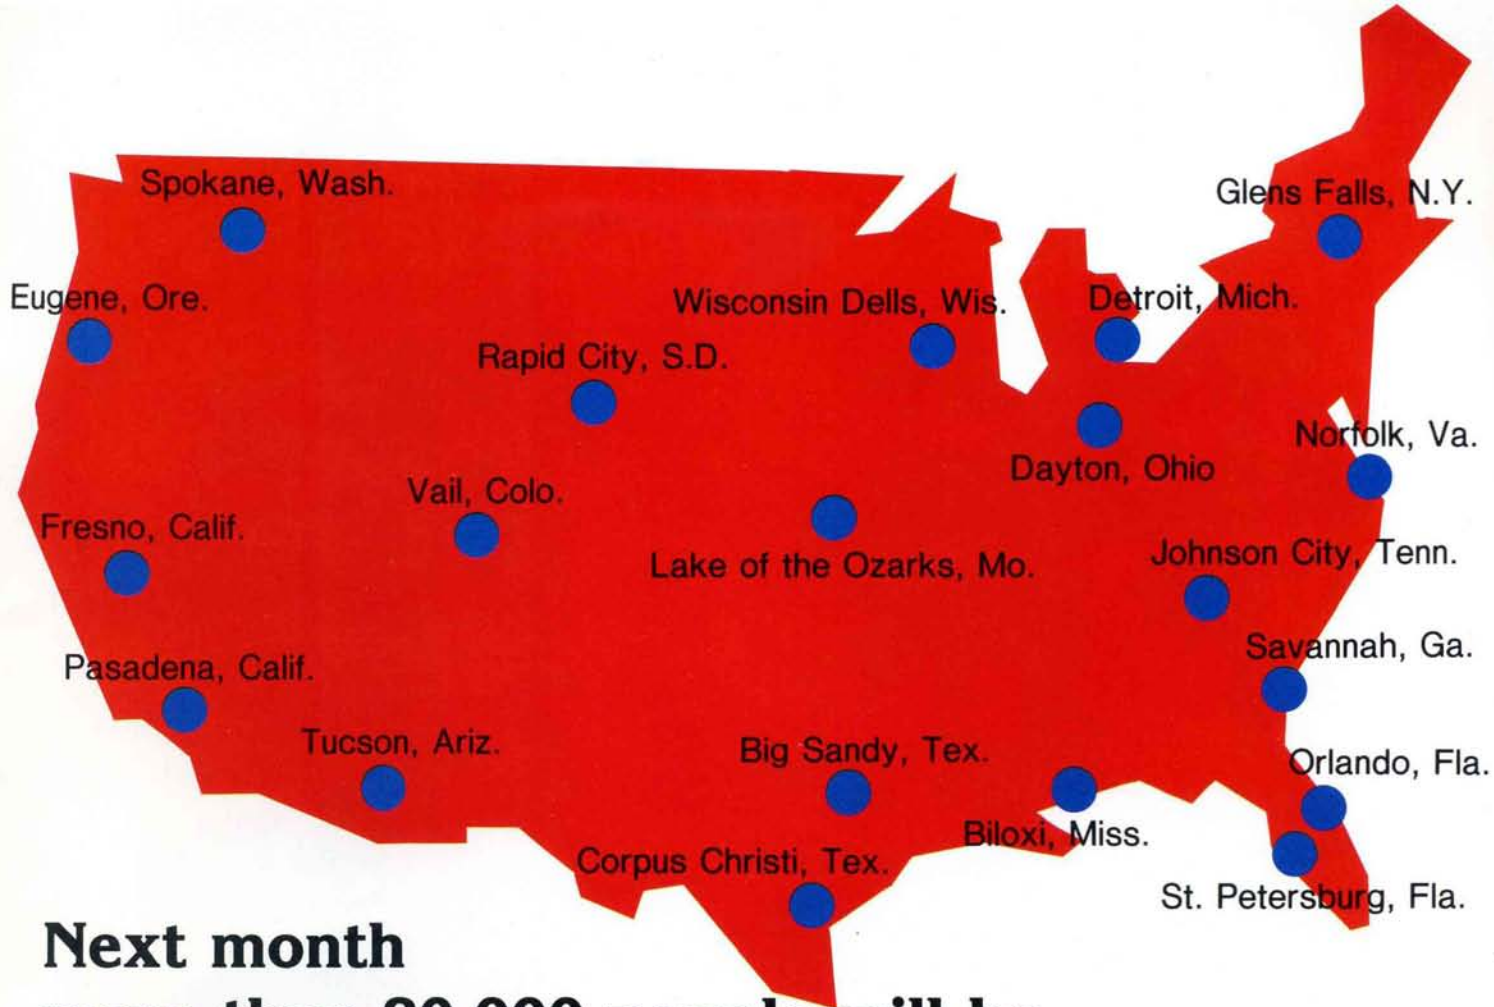 Spokane, Wash.
Glens Falls, N.Y.
Eugene, Ore.
Wisconsin Dells, Wis.
Detroit, Mich.
Rapid City, S.D.
Norfolk, Va.
Dayton, Ohio
Vail, Colo.
Fresno, Calif.
Lake of the Ozarks, Mo.
Johnson City, Tenn.
Savannah, Ga.
Pasadena, Calif.
Tucson, Ariz.
Big Sandy, Tex.
Orlando, Fla.
Biloxi, Miss.
Corpus Christi, Tex.
St. Petersburg, Fla.
Next month